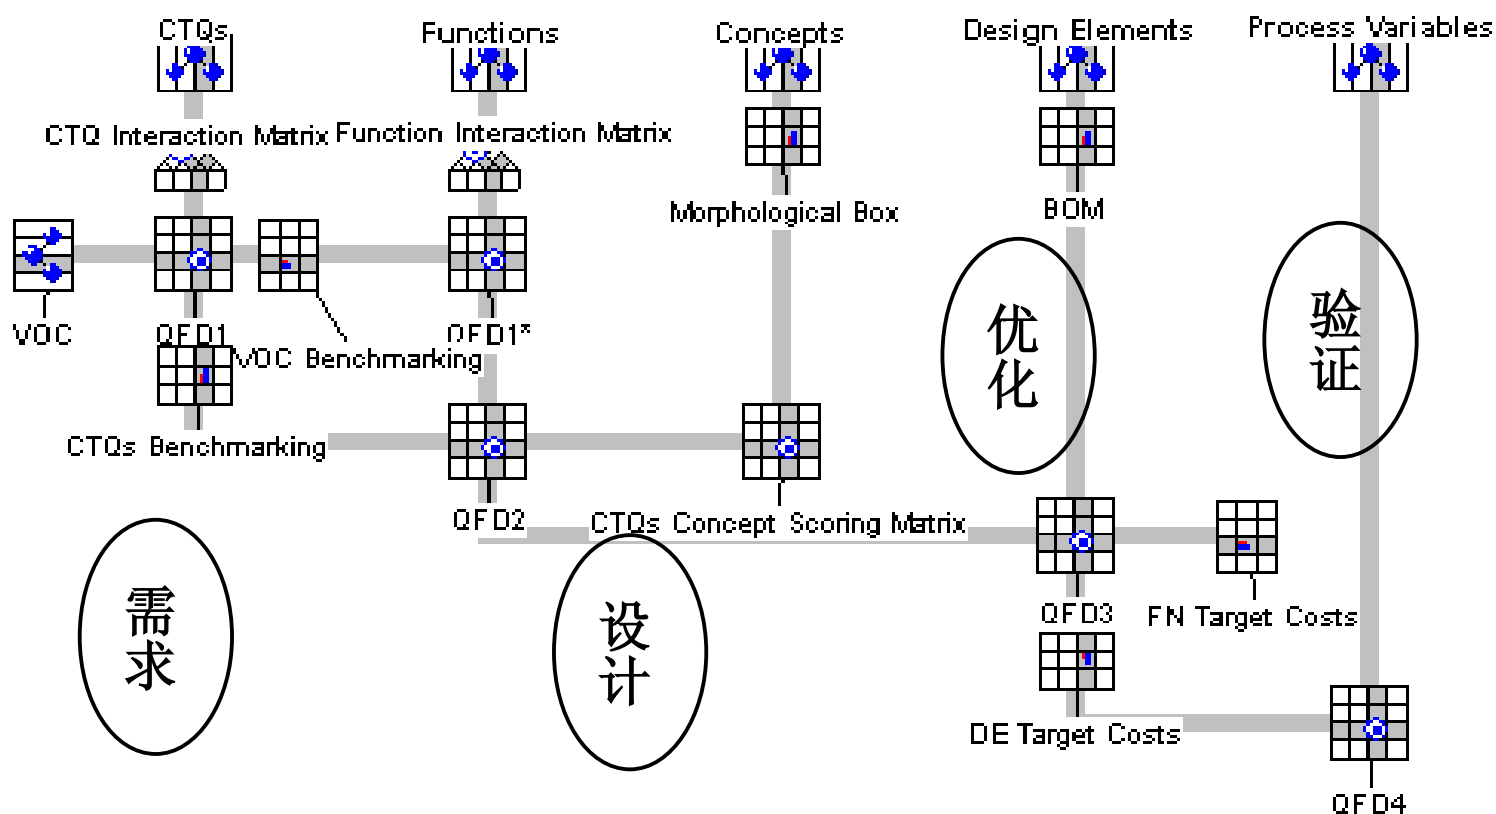 CTQs
Functions
Concepts
Design Elements
Process Variables
CTQ Interaction Matrix
Function Interaction Matrix
Morphological Box
BOM
VOC
QFD1
VOC Benchmarking
QFD1*
CTQs Benchmarking
QFD2
CTQs Concept Scoring Matrix
优
化
验
证
需
求
设
计
QFD3
FN Target Costs
DE Target Costs
QFD4